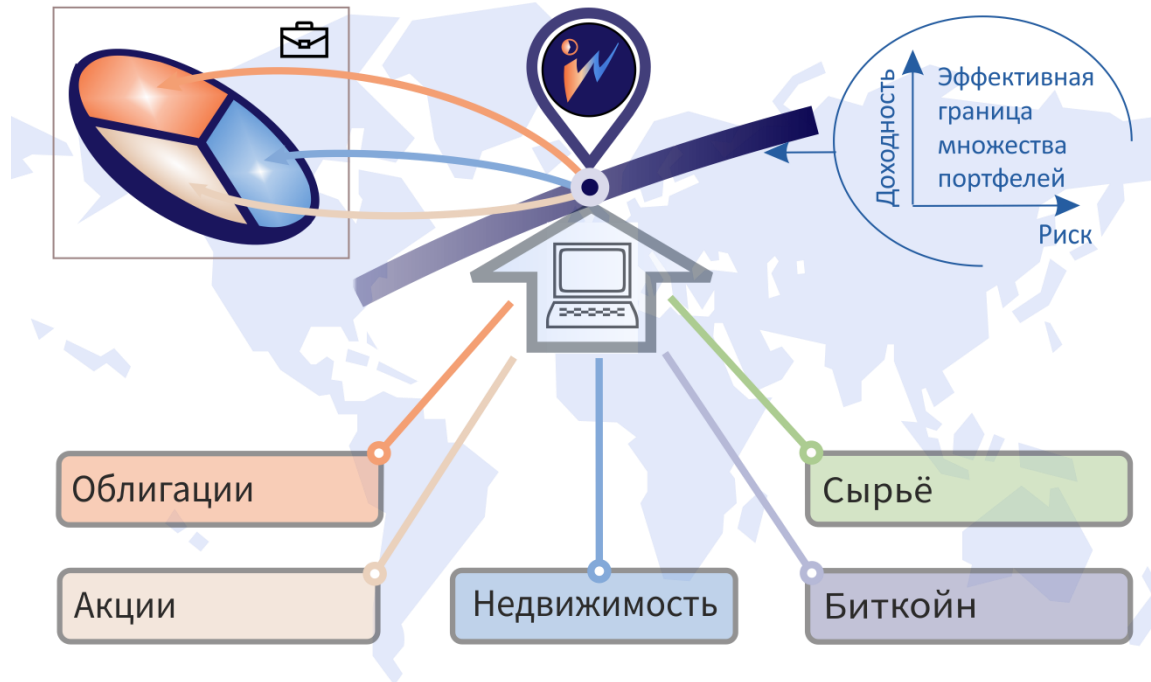 Доходность
Эффективная
граница
множества
портфелей
Риск
Облигации
Сырьё
Акции
Недвижимость
Биткойн